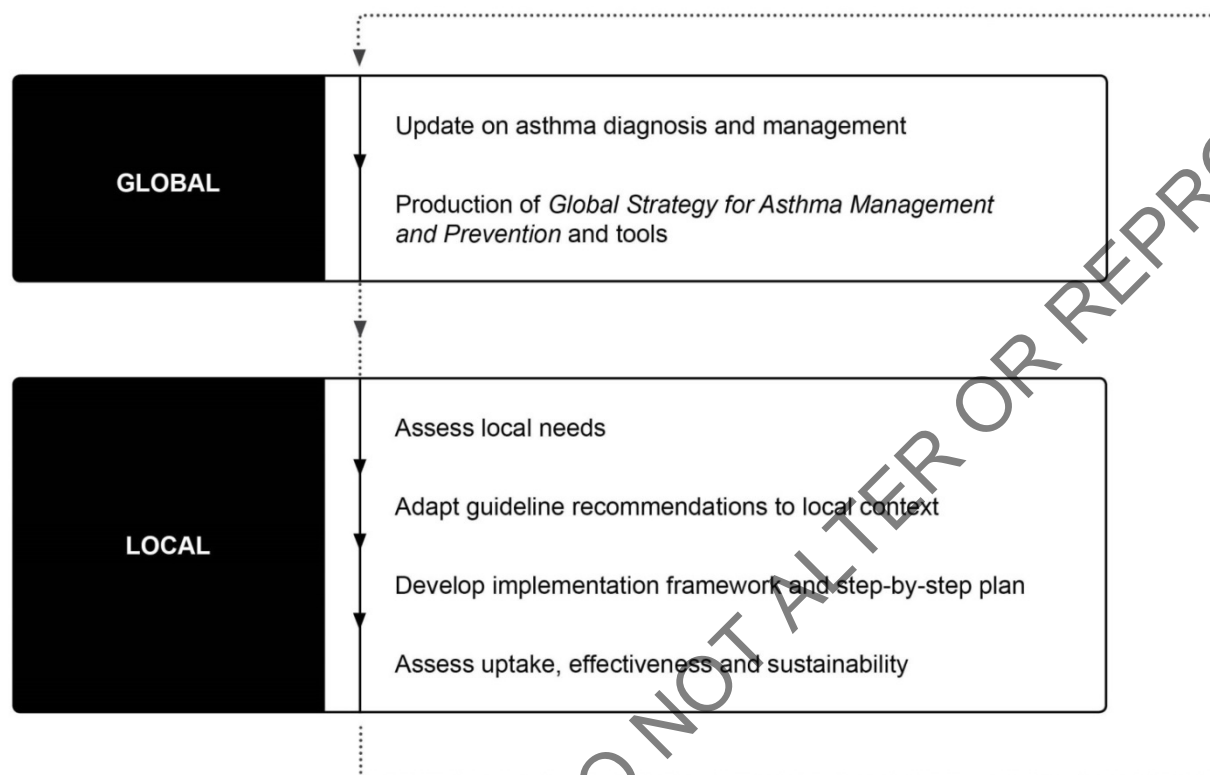 GLOBAL
Update on asthma diagnosis and management
Production of Global Strategy for Asthma Management
and Prevention and tools
LOCAL
Assess local needs
Adapt guideline recommendations to local context
Develop implementation framework and step-by-step plan
Assess uptake, effectiveness and sustainability
NOT ALTER OR